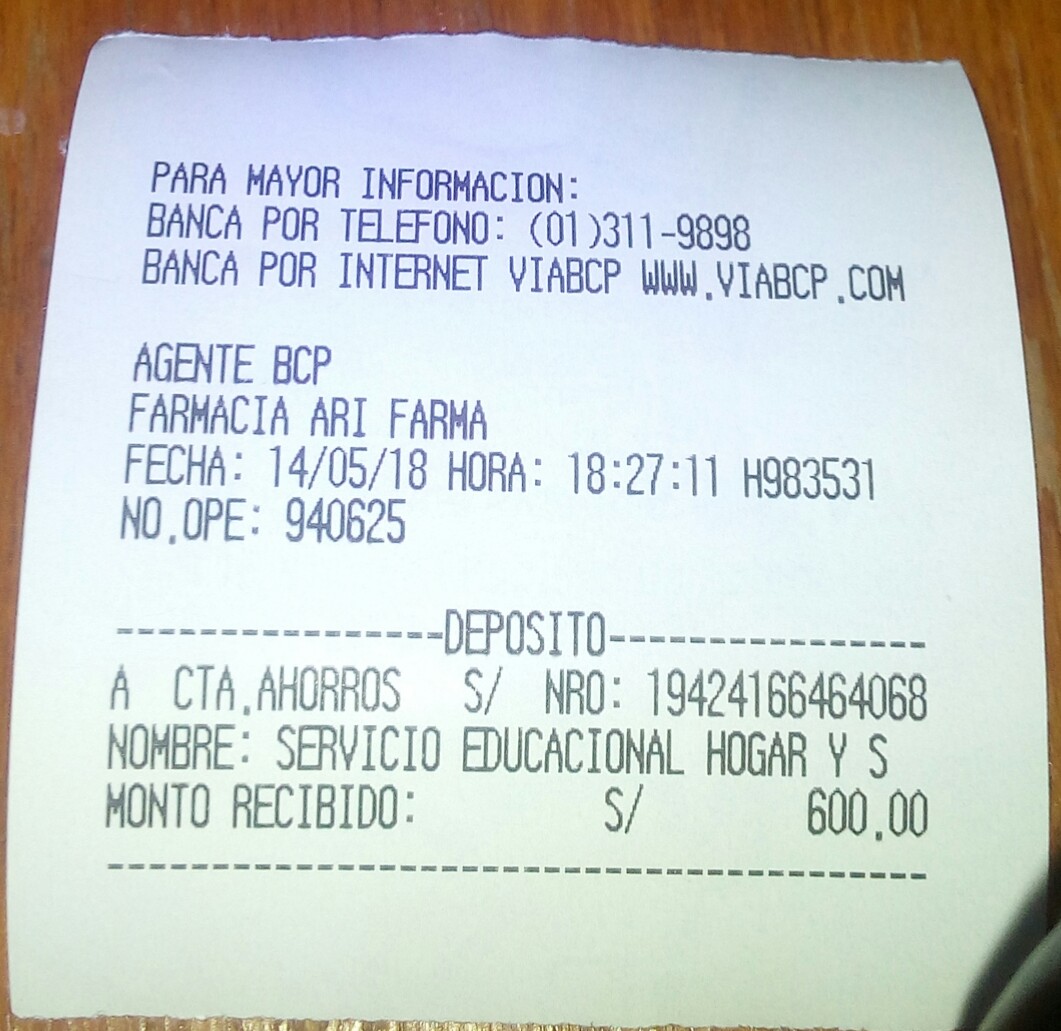 PARA MAYOR INFORMACION:
BANCA POR TELEFONO: (01)311-9898
BANCA POR INTERNET VIABCP WWW.VIABCP.COM
AGENTE BCP
FARMACIA ARI FARMA
FECHA: 14/05/18 HORA: 18:27:11 H983531
NO.OPE: 940625
----------------DEPOSITO----------------
A CTA.AHORROS S/ NRO: 19424166464068
NOMBRE: SERVICIO EDUCACIONAL HOGAR Y S
MONTO RECIBIDO: S/ 600.00
----------------------------------------